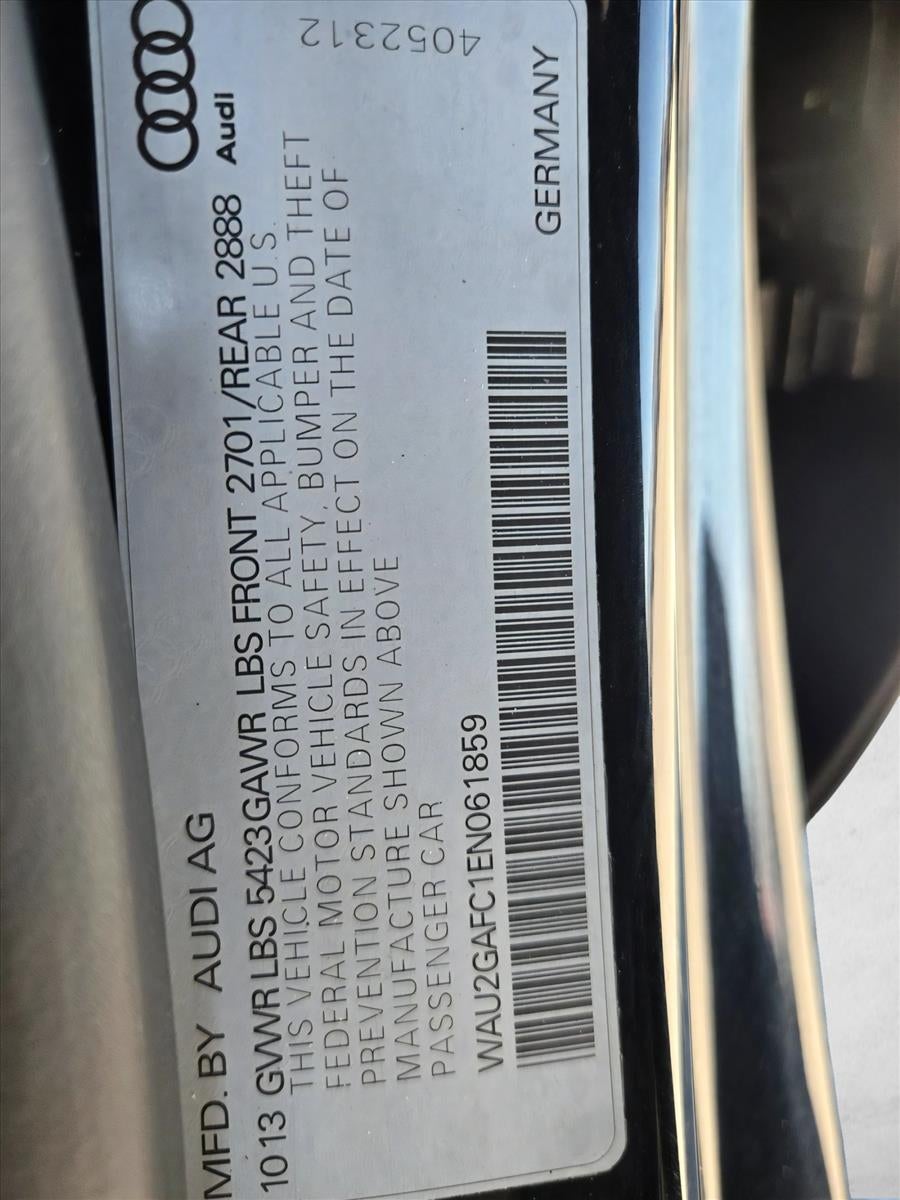 MFD. BY AUDI AG
10 13 GVWR LBS 5423 GAWR LBS FRONT 2701/REAR 2888
Audi
THIS VEHICLE CONFORMS TO ALL APPLICABLE U.S.
FEDERAL MOTOR VEHICLE SAFETY, BUMPER AND THEFT
PREVENTION STANDARDS IN EFFECT ON THE DATE OF
MANUFACTURE SHOWN ABOVE
PASSENGER CAR
WAU2GAFC1EN061859
GERMANY
4052312